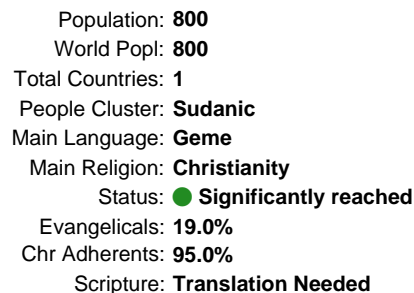 Population: 800
World Popl: 800
Total Countries: 1
People Cluster: Sudanic
Main Language: Geme
Main Religion: Christianity
Status: Significantly reached
Evangelicals: 19.0%
Chr Adherents: 95.0%
Scripture: Translation Needed